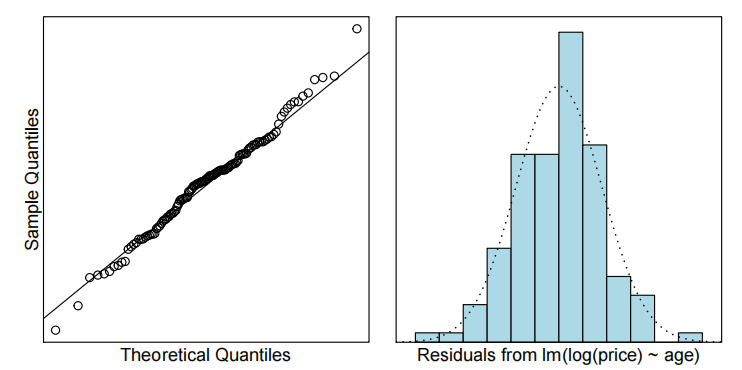 Sample Quantiles
Theoretical Quantiles
Residuals from lm(log(price) ~ age)